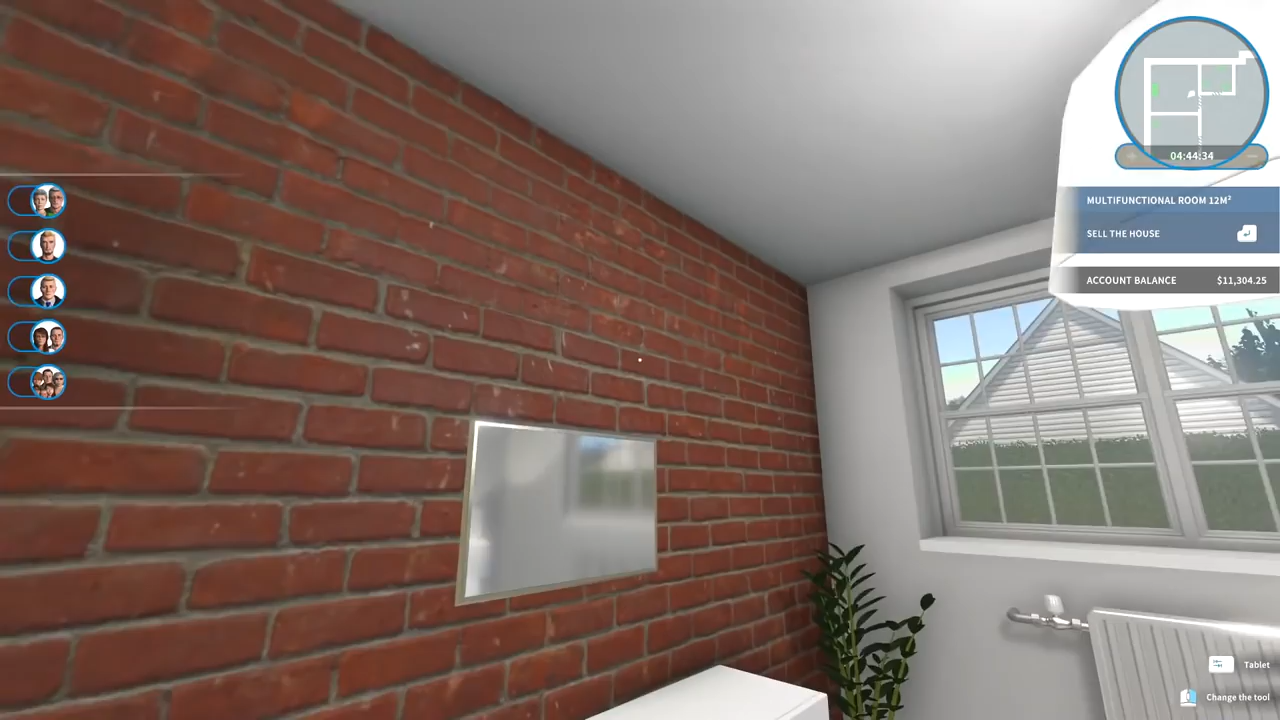 04:44:34
MULTIFUNCTIONAL ROOM 12M²
SELL THE HOUSE
ACCOUNT BALANCE $11,304.25
Tablet
Change the tool